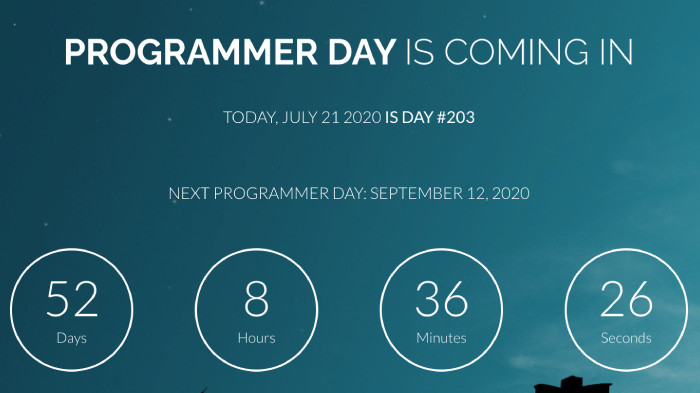 PROGRAMMER DAY IS COMING IN
TODAY, JULY 21 2020 IS DAY #203
NEXT PROGRAMMER DAY: SEPTEMBER 12, 2020
52 8 36 26
Days Hours Minutes Seconds